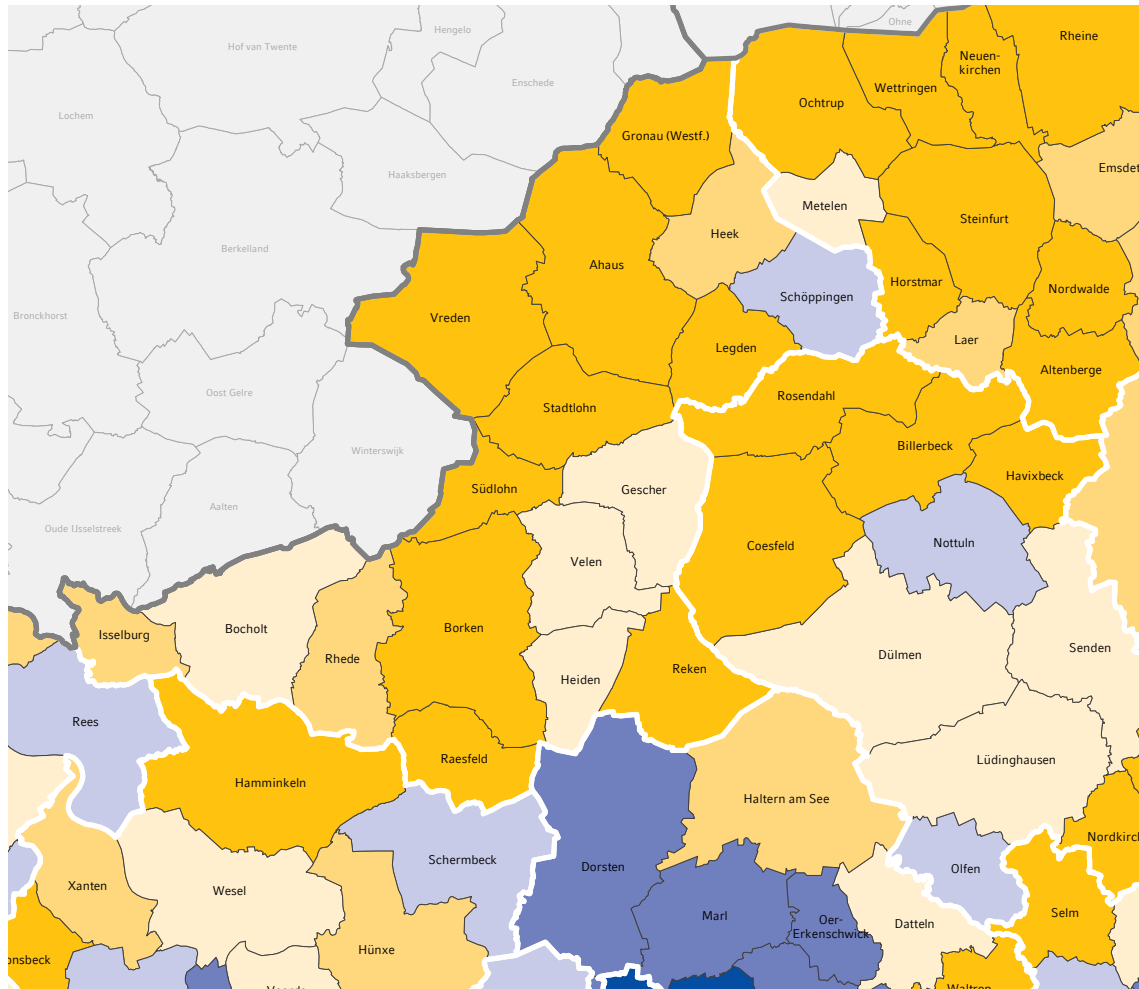 Ohne
Hengelo
Rheine
Hof van Twente
Neuen-
kirchen
Enschede
Wettringen
Ochtrup
Lochem
Gronau (Westf.)
Emsdet
Haaksbergen
Metelen
Steinfurt
Heek
Berkelland
Ahaus
Horstmar
Nordwalde
Schöppingen
Bronckhorst
Vreden
Laer
Legden
Altenberge
Oost Gelre
Rosendahl
Stadtlohn
Billerbeck
Winterswijk
Havixbeck
Südlohn
Gescher
Aalten
Oude IJsselstreek
Nottuln
Coesfeld
Velen
Bocholt
Borken
Isselburg
Senden
Dülmen
Rhede
Reken
Heiden
Rees
Raesfeld
Lüdinghausen
Hamminkeln
Haltern am See
Nordkirch
Schermbeck
Dorsten
Olfen
Xanten
Wesel
Selm
Marl
Oer-
Erkenschwick
Datteln
Hünxe
onsbeck